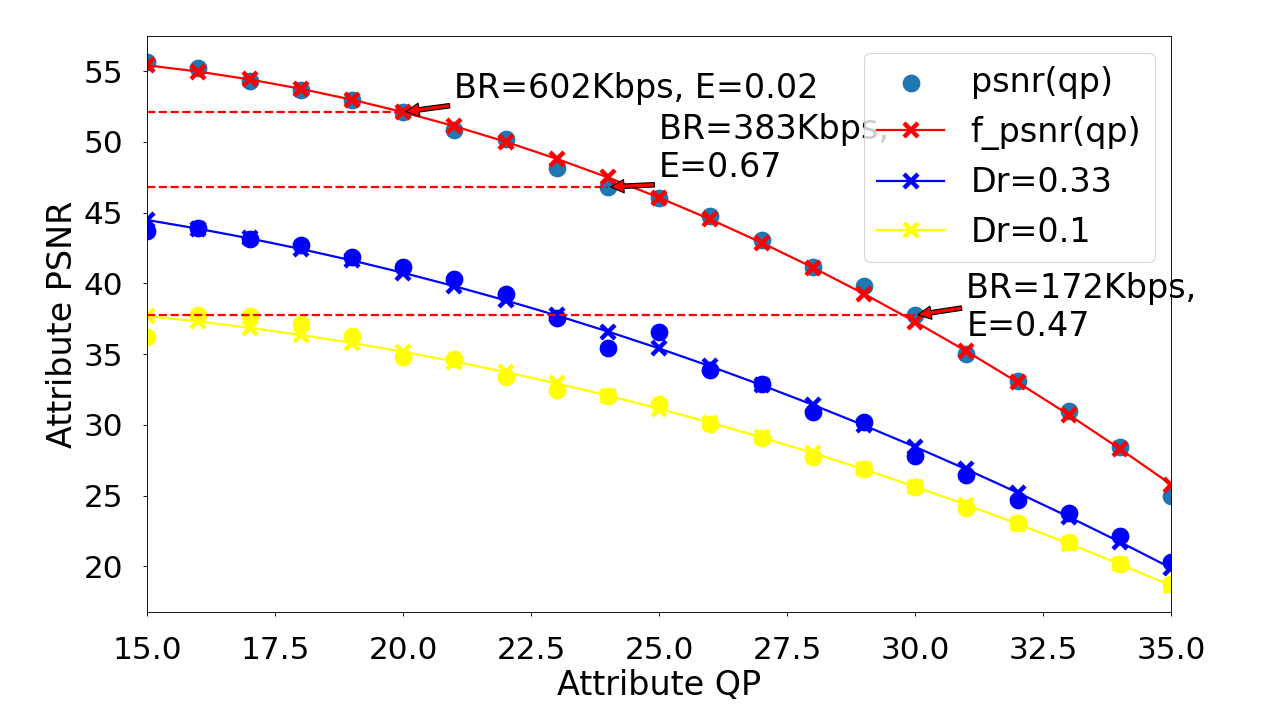 55
50
45
40
35
30
25
20
Attribute PSNR
BR=602Kbps, E=0.02
BR=383Kbps,
E=0.67
BR=172Kbps,
E=0.47
psnr(qp)
f_psnr(qp)
Dr=0.33
Dr=0.1
15.0 17.5 20.0 22.5 25.0 27.5 30.0 32.5 35.0
Attribute QP